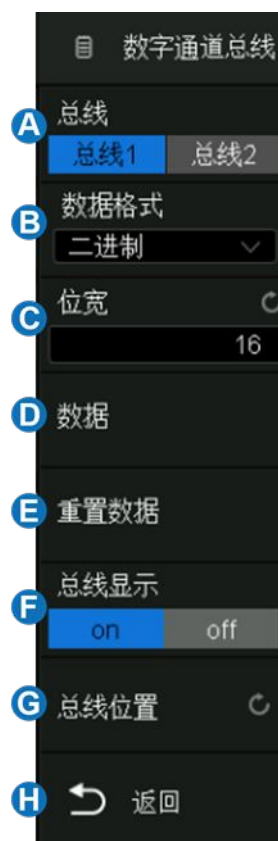 数字通道总线
A
总线
总线1 总线2
B
数据格式
二进制
C
位宽
16
D
数据
E
重置数据
F
总线显示
on off
G
总线位置
H
返回